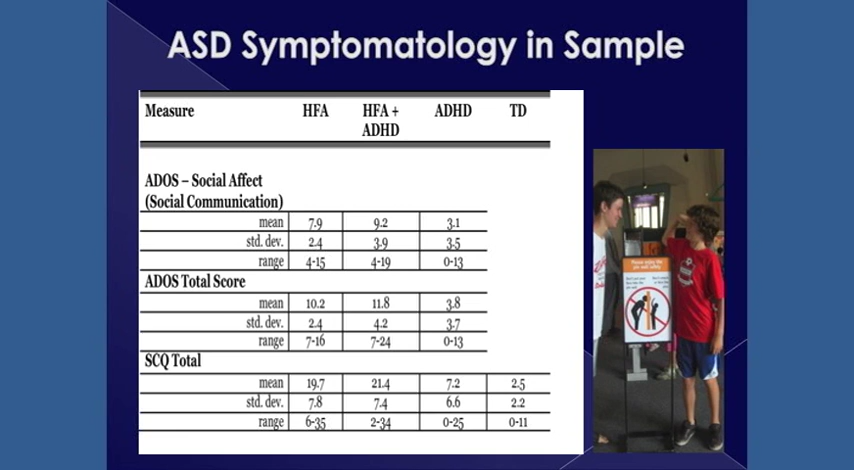 ASD Symptomatology in Sample
Measure HFA HFA + ADHD TD
ADHD
ADOS – Social Affect
(Social Communication)
mean 7.9 9.2 3.1
std. dev. 2.4 3.9 3.5
range 4-15 4-19 0-13
ADOS Total Score
mean 10.2 11.8 3.8
std. dev. 2.4 4.2 3.7
range 7-16 7-24 0-13
SCQ Total
mean 19.7 21.4 7.2 2.5
std. dev. 7.8 7.4 6.6 2.2
range 6-35 2-34 0-25 0-11